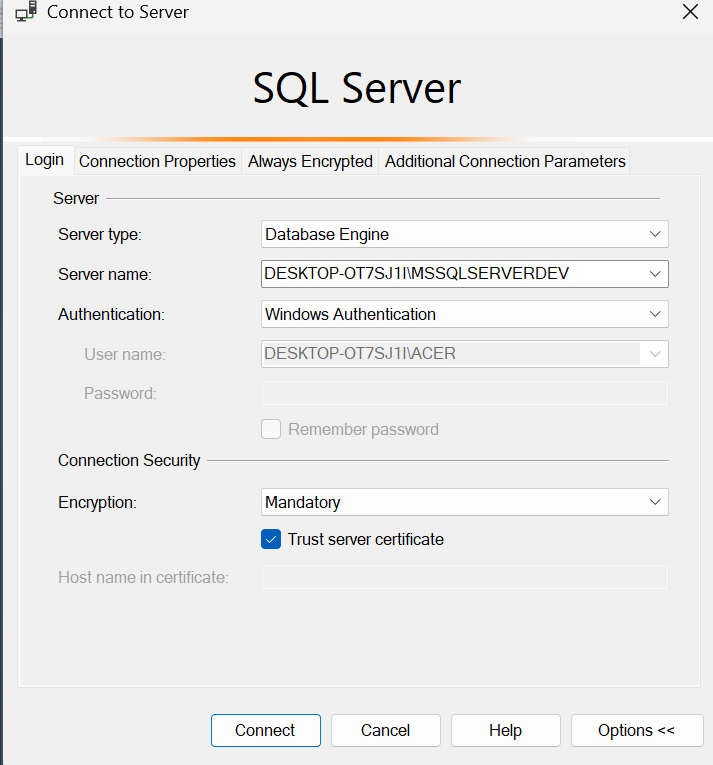 Connect to Server
SQL Server
Login Connection Properties Always Encrypted Additional Connection Parameters
Server
Server type: Database Engine
Server name: DESKTOP-OT7SJ1I\MSSQLSERVERDEV
Authentication: Windows Authentication
User name: DESKTOP-OT7SJ1I\ACER
Password:
Remember password
Connection Security
Encryption: Mandatory
Trust server certificate
Host name in certificate:
Connect Cancel Help Options <<